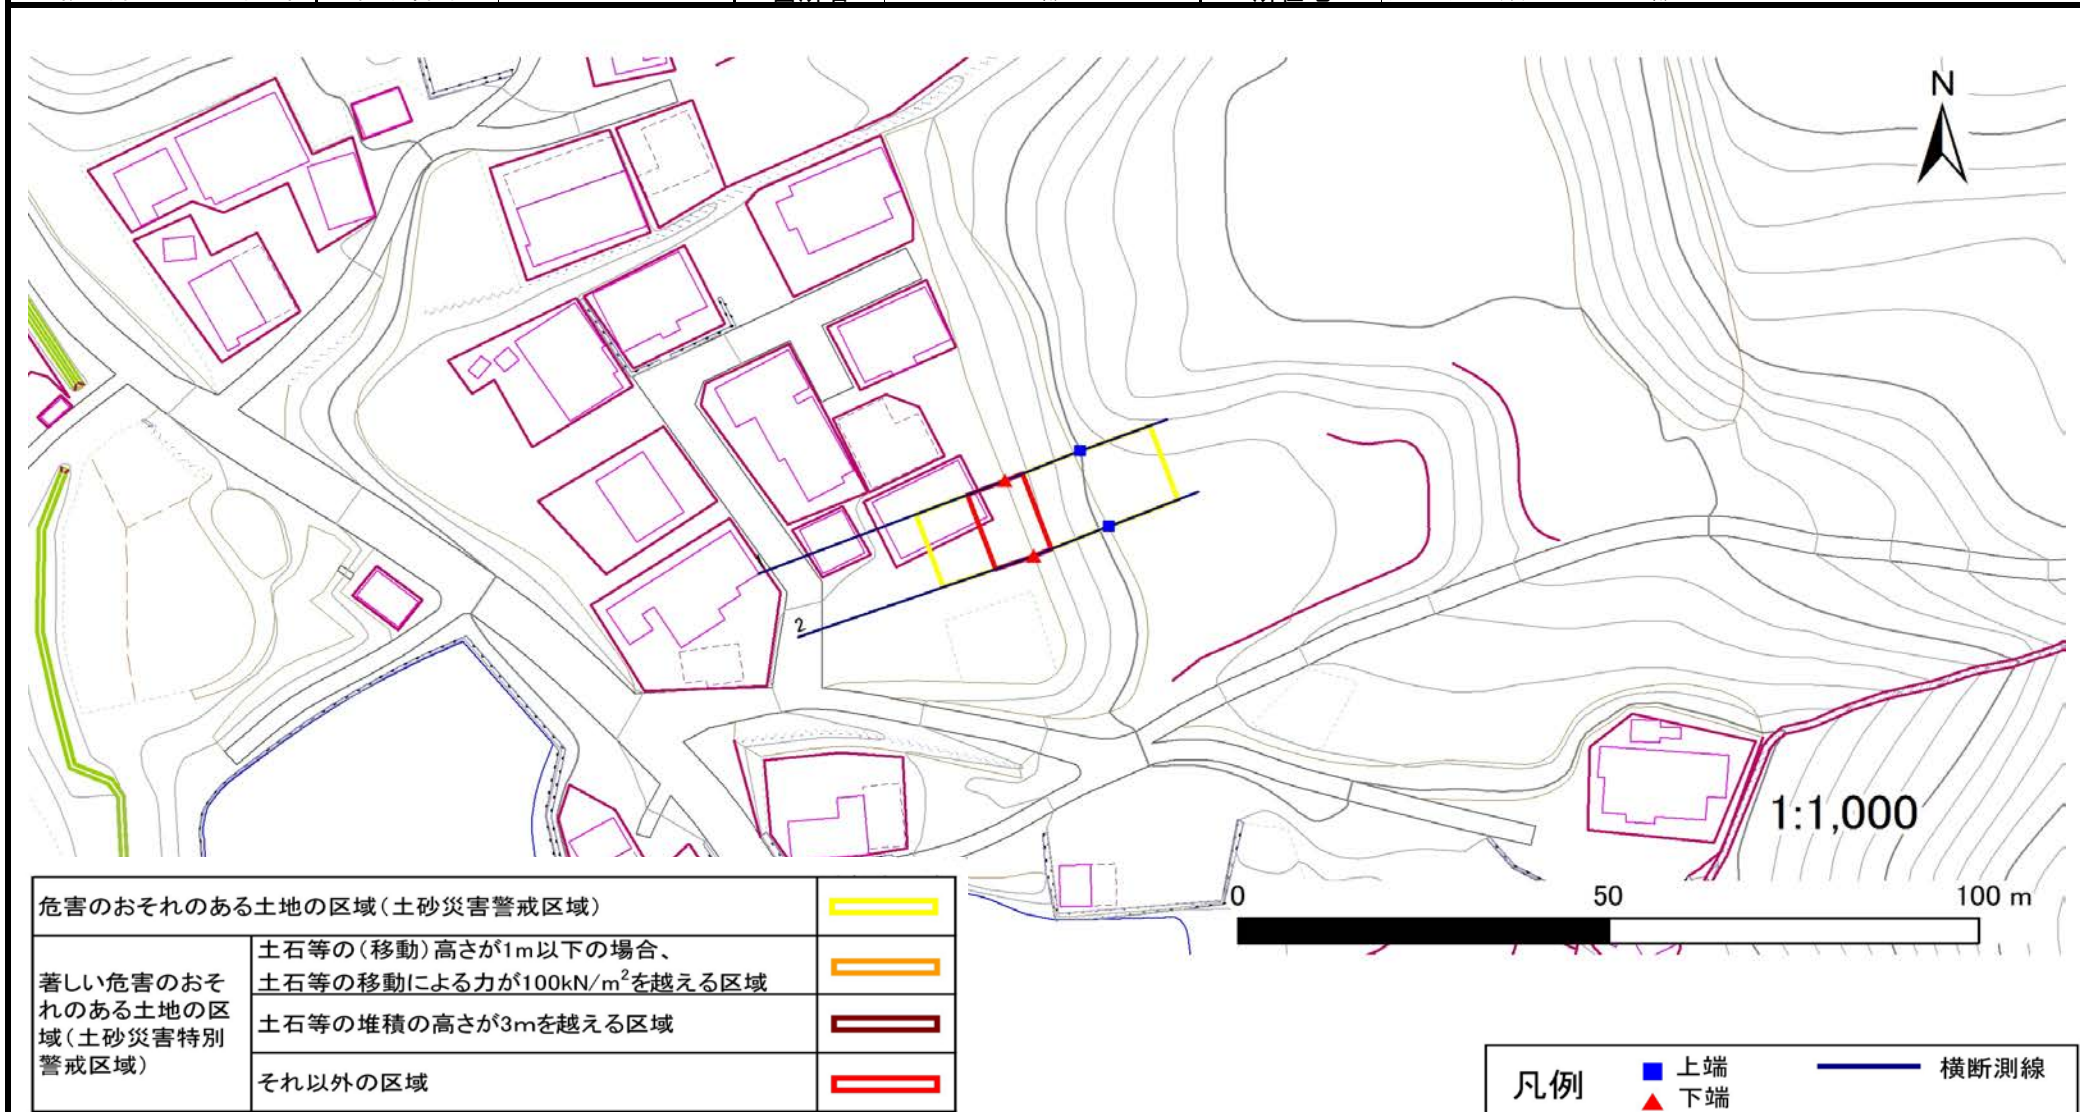 N
2
1:1,000
0 50 100 m
危害のおそれのある土地の区域(土砂災害警戒区域)
著しい危害のおそ
れのある土地の区
域(土砂災害特別
警戒区域)
土石等の(移動)高さが1m以下の場合、
土石等の移動による力が100kN/m²を越える区域
土石等の堆積の高さが3mを越える区域
それ以外の区域
凡例
上端
下端
横断測線